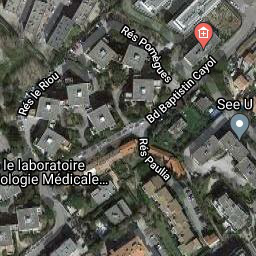 Rés Pomègues
Rés le Riou
Bd Baptistin Cayol
See U
Rés Paulia
le laboratoire
ologie Médicale...